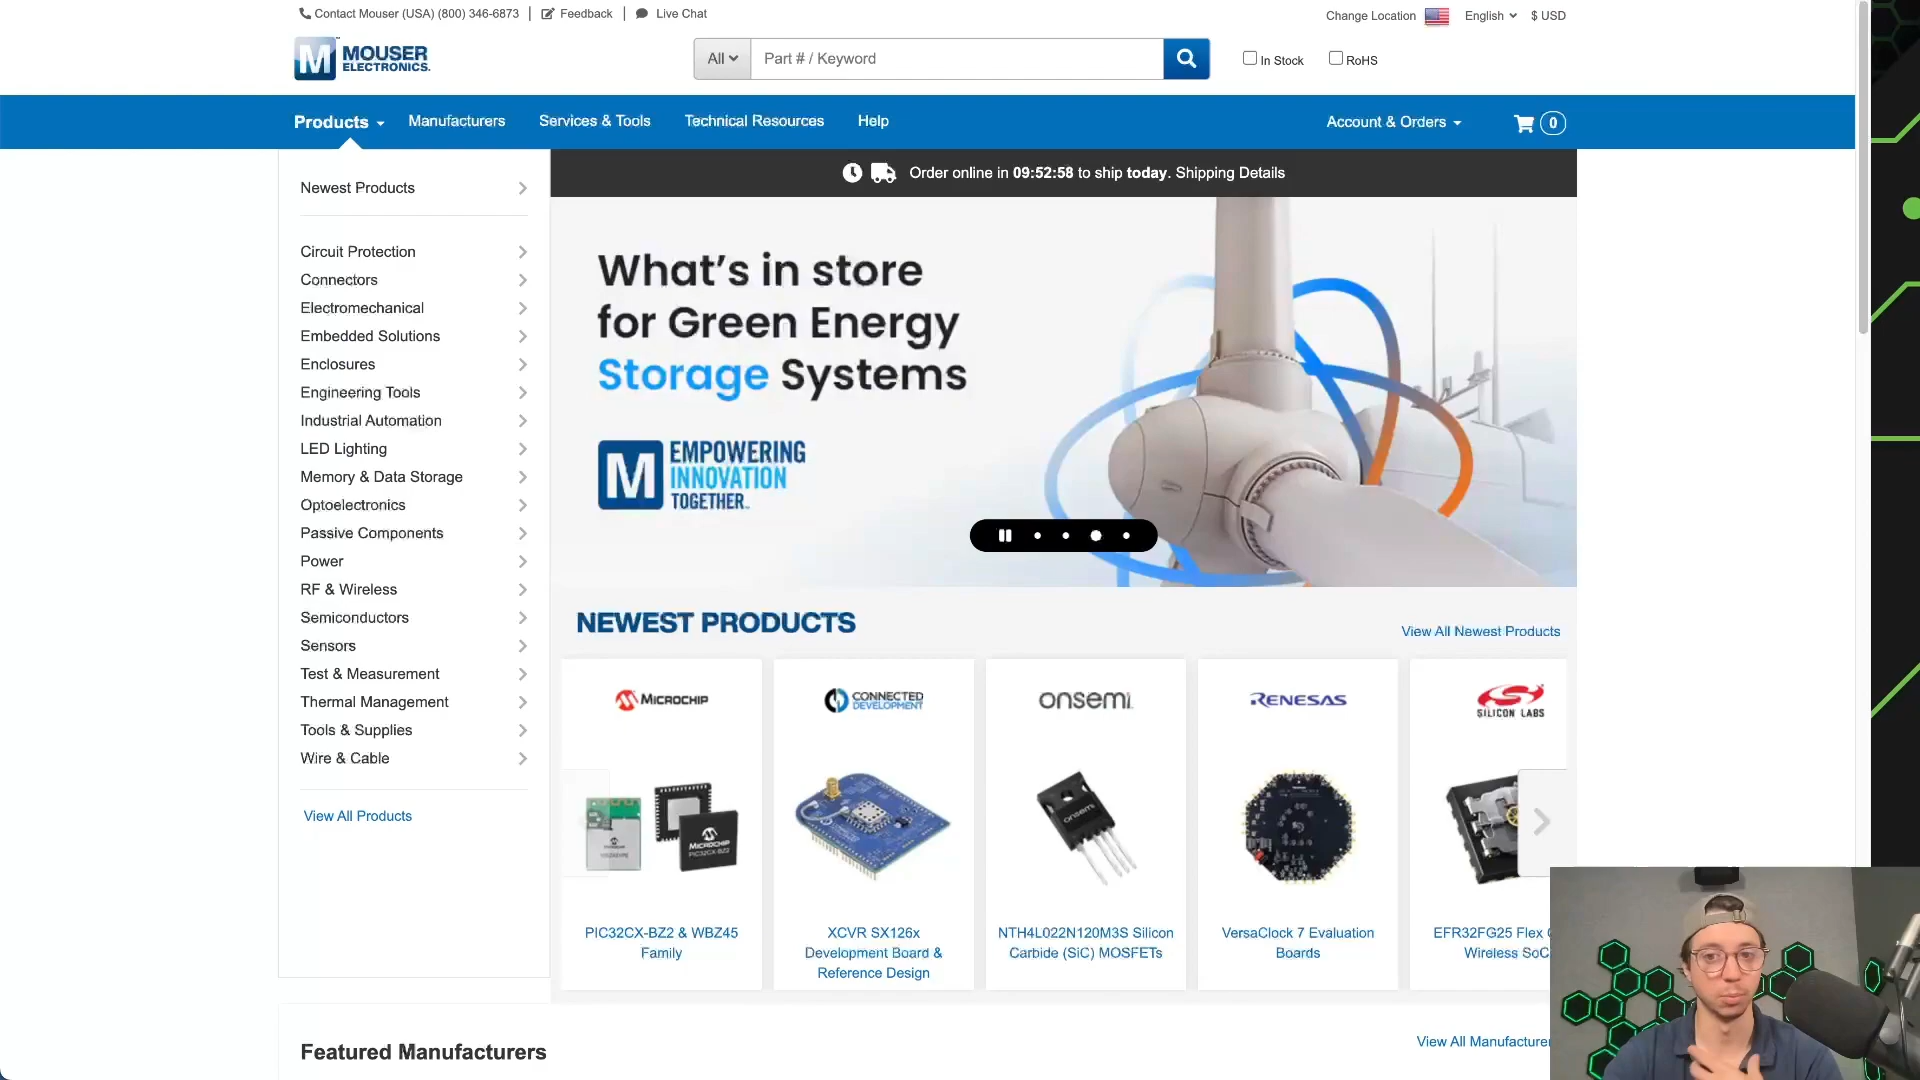 Contact Mouser (USA) (800) 346-6873 | Feedback | Live Chat
Change Location English $ USD
MOUSER
ELECTRONICS
All Part # / Keyword
In Stock RoHS
Products Manufacturers Services & Tools Technical Resources Help
Account & Orders 0
Newest Products
Circuit Protection
Connectors
Electromechanical
Embedded Solutions
Enclosures
Engineering Tools
Industrial Automation
LED Lighting
Memory & Data Storage
Optoelectronics
Passive Components
Power
RF & Wireless
Semiconductors
Sensors
Test & Measurement
Thermal Management
Tools & Supplies
Wire & Cable
View All Products
Order online in 09:52:58 to ship today. Shipping Details
What's in store
for Green Energy
Storage Systems
M EMPOWERING
INNOVATION
TOGETHER
NEWEST PRODUCTS
View All Newest Products
MICROCHIP
PIC32CX-BZ2
PIC32CX-BZ2 & WBZ45
Family
CONNECTED
DEVELOPMENT
XCVR SX126x
Development Board &
Reference Design
onsemi
onsemi
NTH4L022N120M3S Silicon
Carbide (SiC) MOSFETs
RENESAS
VersaClock 7 Evaluation
Boards
SILICON LABS
EFR32FG25 Flex
Wireless SoC
Featured Manufacturers
View All Manufacturer